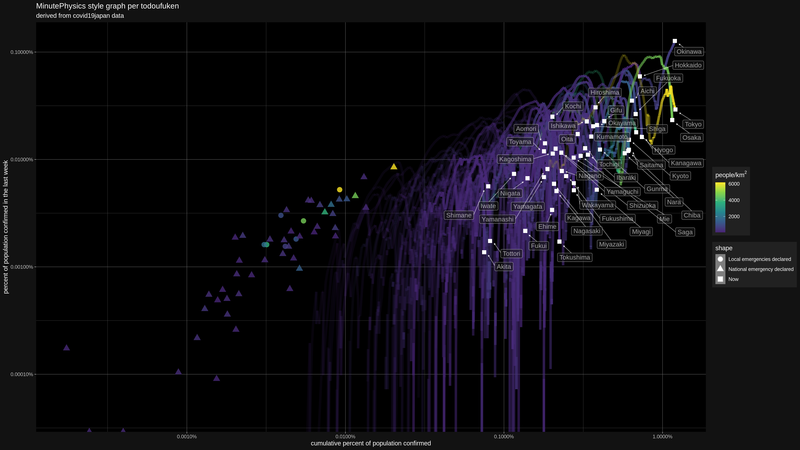 MinutePhysics style graph per todoufuken
derived from covid19japan data
percent of population confirmed in the last week
0.10000%
0.01000%
0.00100%
0.00010%
0.0010%
0.0100%
0.1000%
1.0000%
cumulative percent of population confirmed
Okinawa
Hokkaido
Fukuoka
Aichi
Hiroshima
Kochi
Gifu
Okayama
Ishikawa
Shiga
Tokyo
Aomori
Oita
Kumamoto
Osaka
Toyama
Hyogo
Kagoshima
Tochigi
Saitama
Kanagawa
Nagano
Ibaraki
Kyoto
Niigata
Yamaguchi
Gunma
Nara
Iwate
Yamagata
Wakayama
Shizuoka
Shimane
Yamanashi
Kagawa
Fukushima
Mie
Chiba
Ehime
Nagasaki
Miyagi
Saga
Fukui
Miyazaki
Tottori
Tokushima
Akita
people/km²
6000
4000
2000
shape
Local emergencies declared
National emergency declared
Now